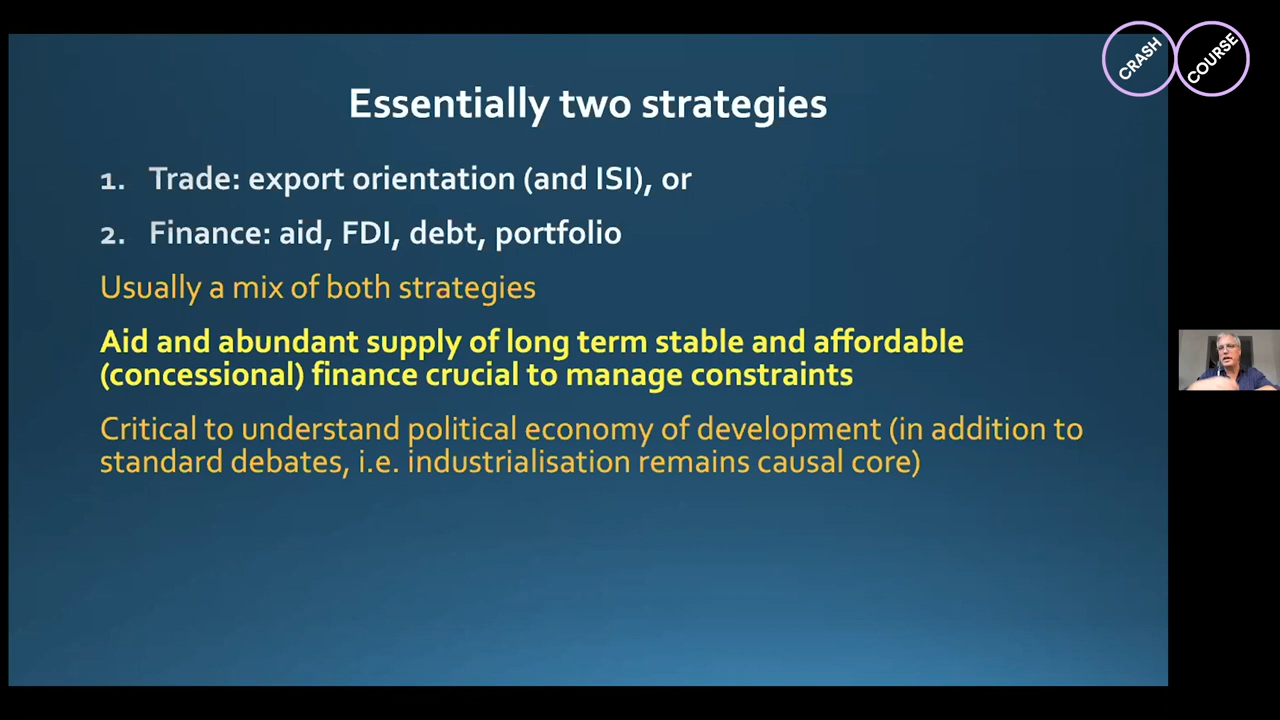 CRASH COURSE
Essentially two strategies
1. Trade: export orientation (and ISI), or
2. Finance: aid, FDI, debt, portfolio
Usually a mix of both strategies
Aid and abundant supply of long term stable and affordable
(concessional) finance crucial to manage constraints
Critical to understand political economy of development (in addition to
standard debates, i.e. industrialisation remains causal core)